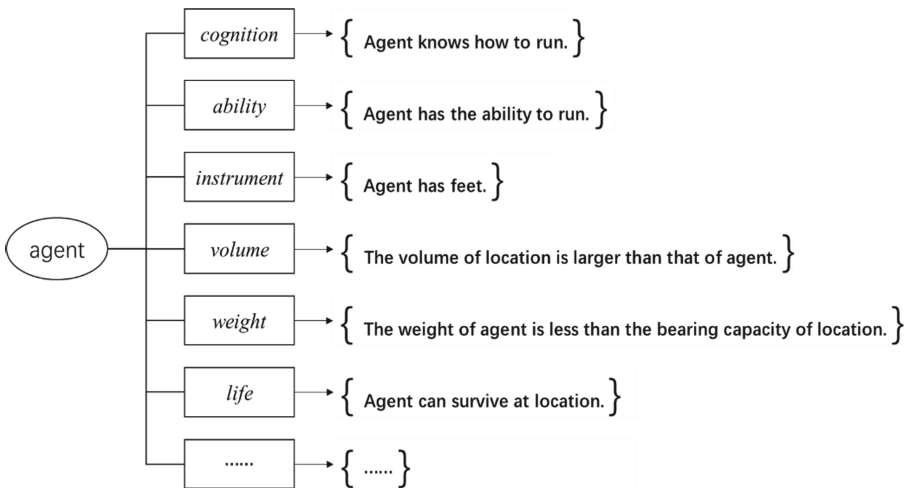 cognition { Agent knows how to run. }
ability { Agent has the ability to run. }
instrument { Agent has feet. }
agent
volume { The volume of location is larger than that of agent. }
weight { The weight of agent is less than the bearing capacity of location. }
life { Agent can survive at location. }
...... { ...... }